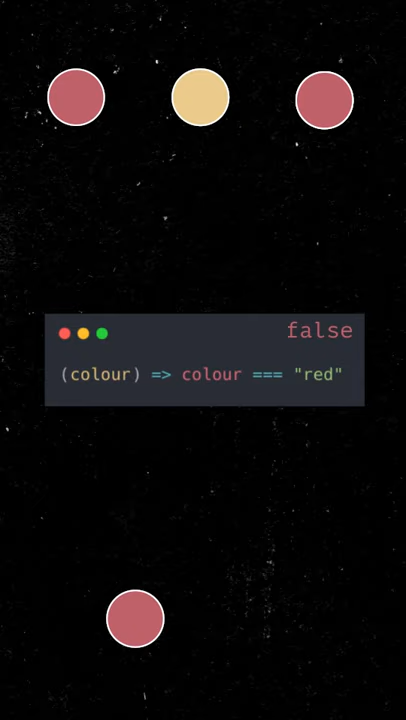 false
(colour) => colour === "red"